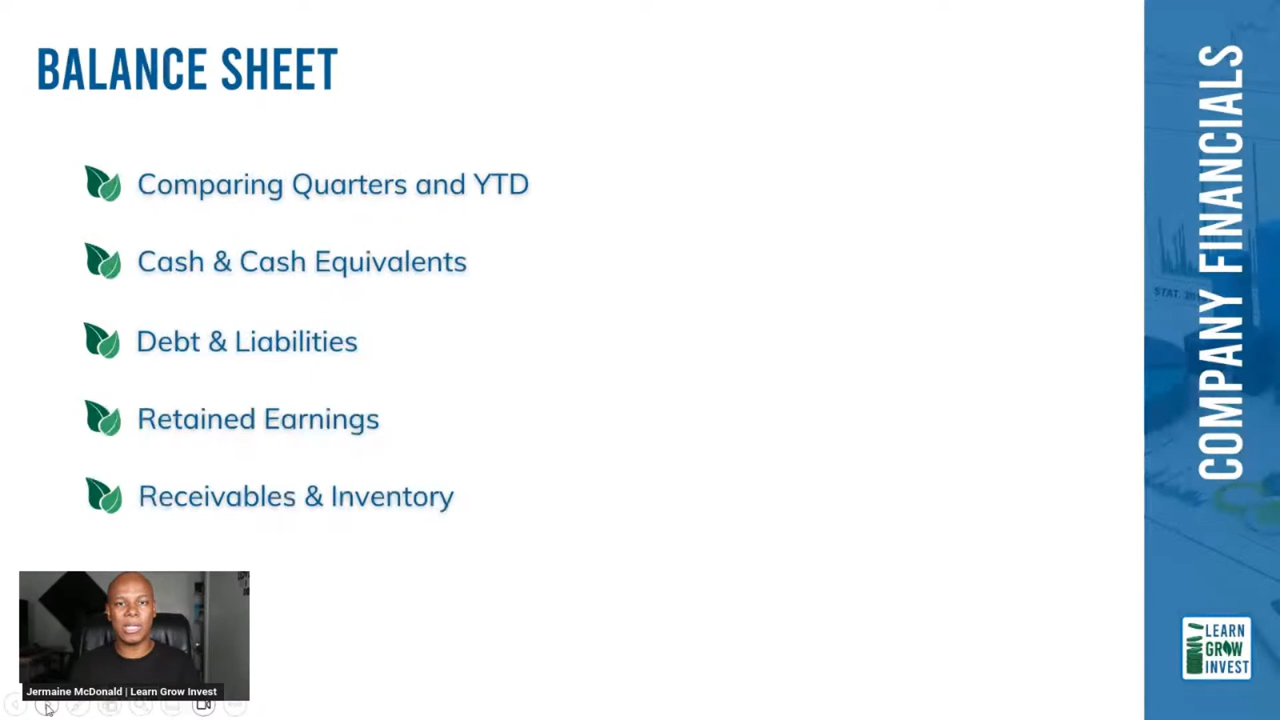 BALANCE SHEET
Comparing Quarters and YTD
Cash & Cash Equivalents
Debt & Liabilities
Retained Earnings
Receivables & Inventory
Jermaine McDonald | Learn Grow Invest
COMPANY FINANCIALS
STAT.
LEARN
GROW
INVEST